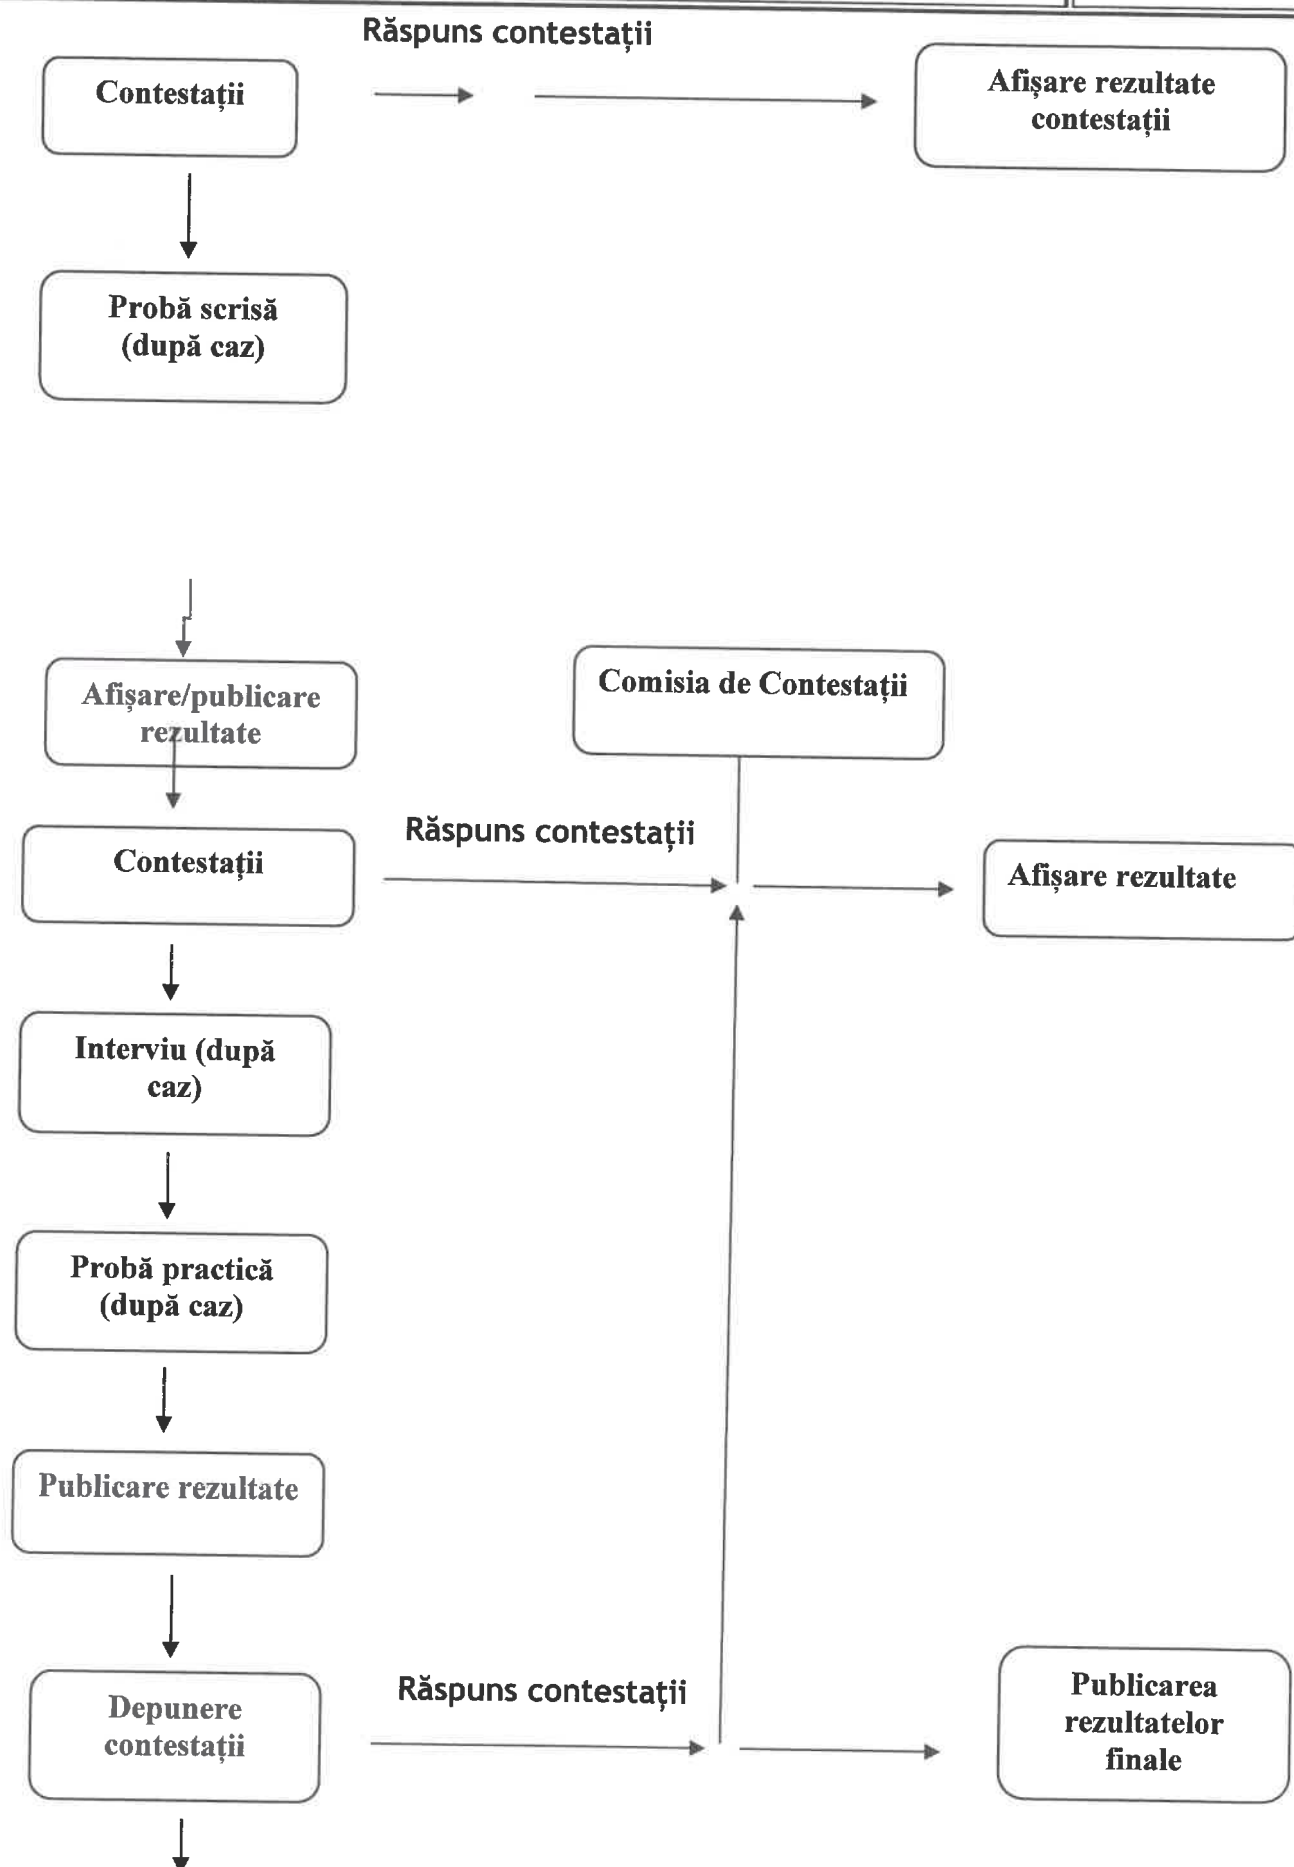 Răspuns contestații
Contestații
Afișare rezultate
contestații
Probă scrisă
(după caz)
Afișare/publicare
rezultate
Comisia de Contestații
Răspuns contestații
Contestații
Afișare rezultate
Interviu (după
caz)
Probă practică
(după caz)
Publicare rezultate
Depunere
contestații
Răspuns contestații
Publicarea
rezultatelor
finale